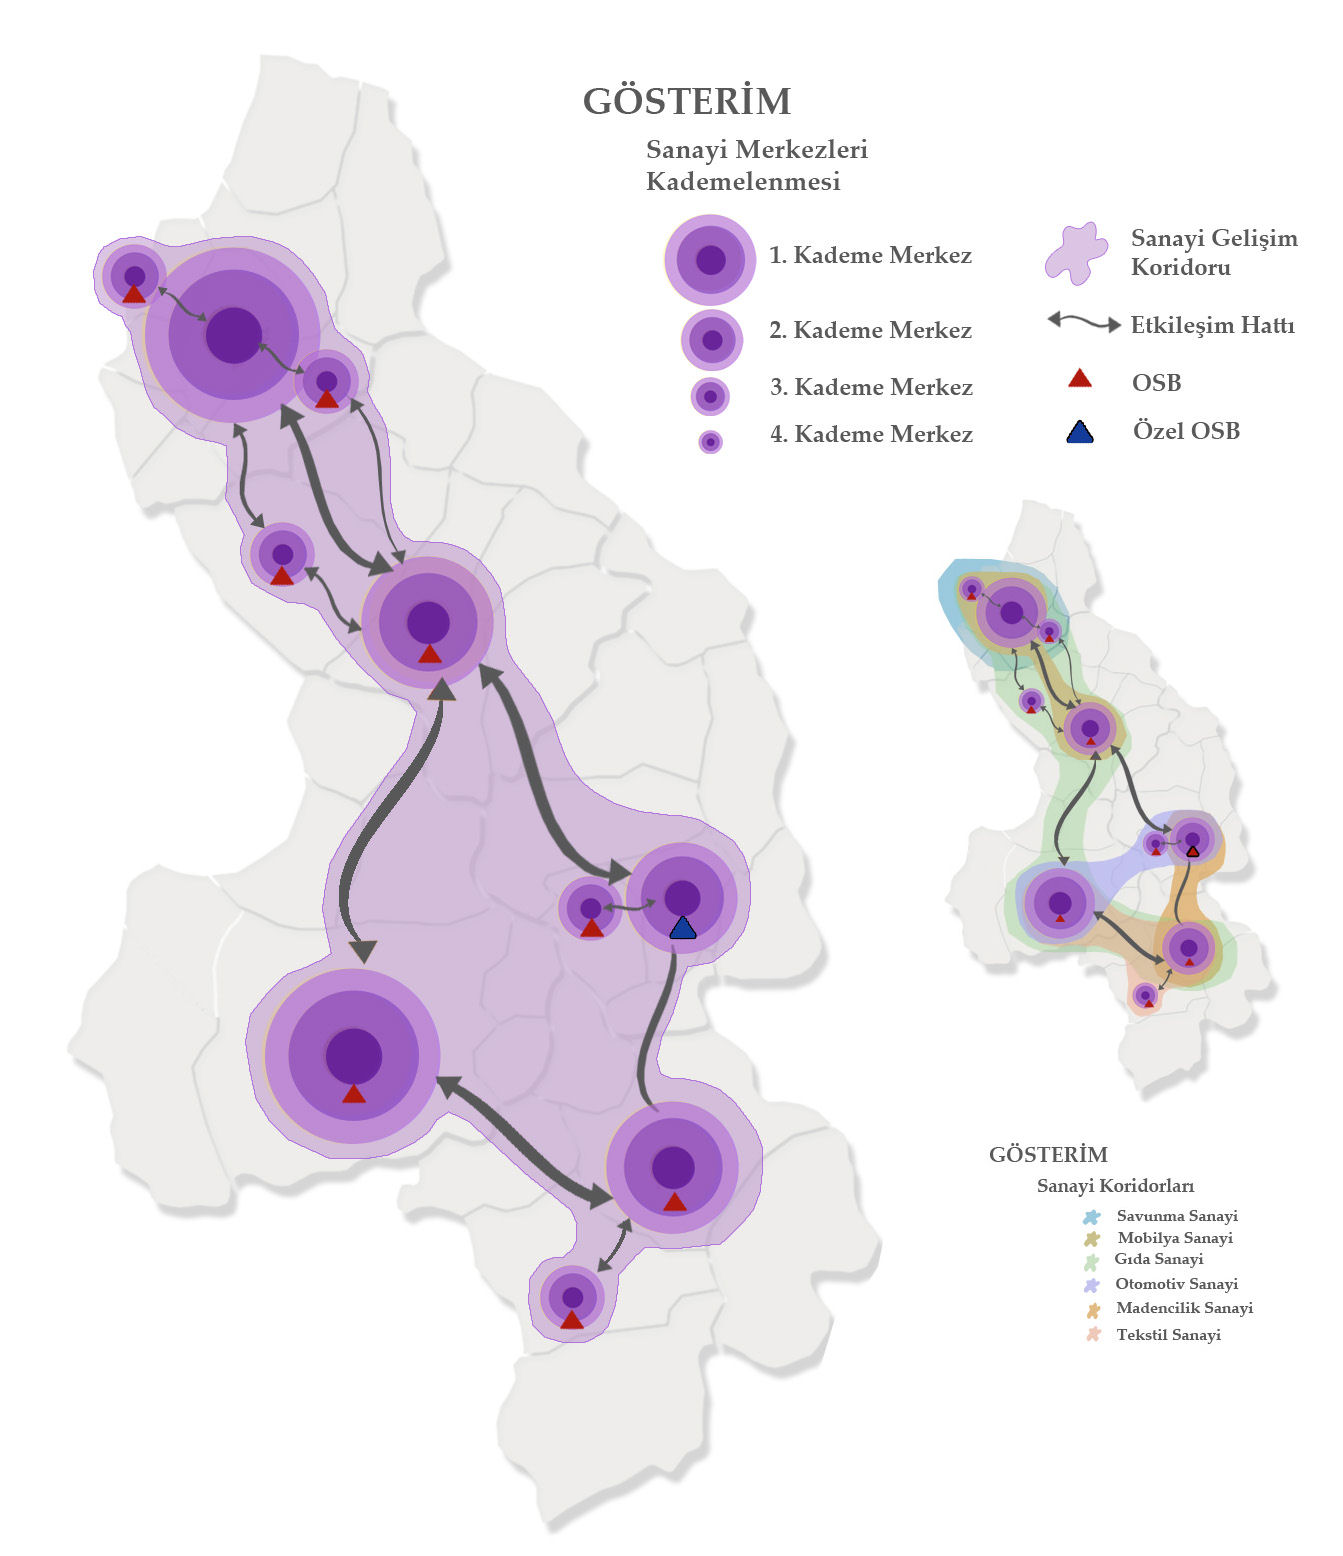 GÖSTERİM
Sanayi Merkezleri
Kademelenmesi
1. Kademe Merkez
2. Kademe Merkez
3. Kademe Merkez
4. Kademe Merkez
Sanayi Gelişim
Koridoru
Etkileşim Hattı
OSB
Özel OSB
GÖSTERİM
Sanayi Koridorları
Savunma Sanayi
Mobilya Sanayi
Gıda Sanayi
Otomotiv Sanayi
Madencilik Sanayi
Tekstil Sanayi